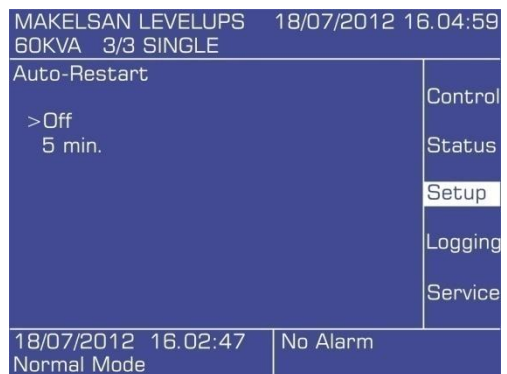 MAKELSAN LEVELUPS 18/07/2012 16.04:59
60KVA 3/3 SINGLE
Auto-Restart
>Off
5 min.
Control
Status
Setup
Logging
Service
18/07/2012 16.02:47 No Alarm
Normal Mode